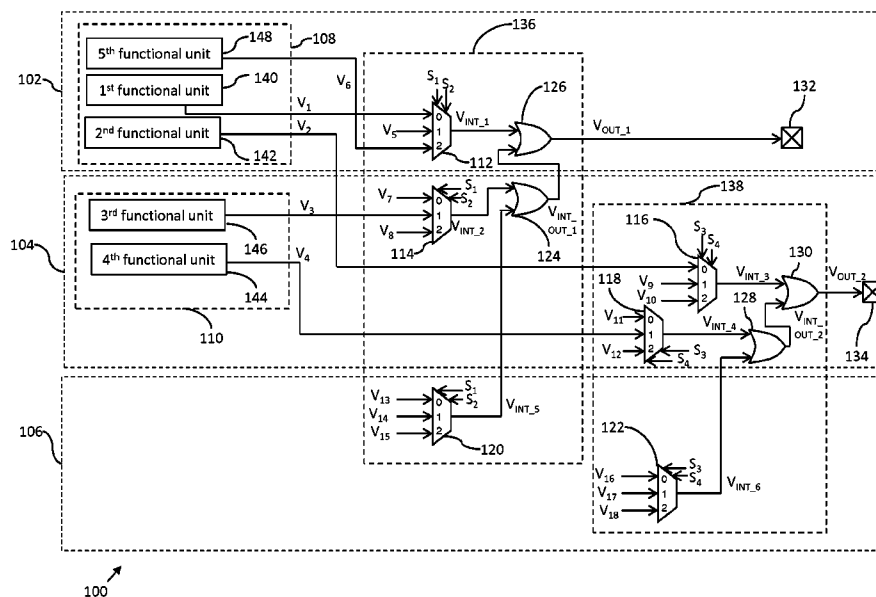 136
5th functional unit
148
108
132
1st functional unit
140
V6
S1
S2
126
102
V1
VINT_1
VOUT_1
2nd functional unit
V2
V5
0
1
2
142
112
138
V7
S1
S2
3rd functional unit
V3
0
1
2
VINT_2
VINT_OUT_1
146
V8
114
124
116
S3
S4
104
4th functional unit
V4
130
144
118
V9
V10
0
1
2
VINT_3
VOUT_2
110
V11
V12
0
1
2
VINT_4
128
VINT_OUT_2
S3
S4
134
S1
S2
V13
V14
V15
0
1
2
VINT_5
120
106
122
S3
S4
V16
V17
V18
0
1
2
VINT_6
100